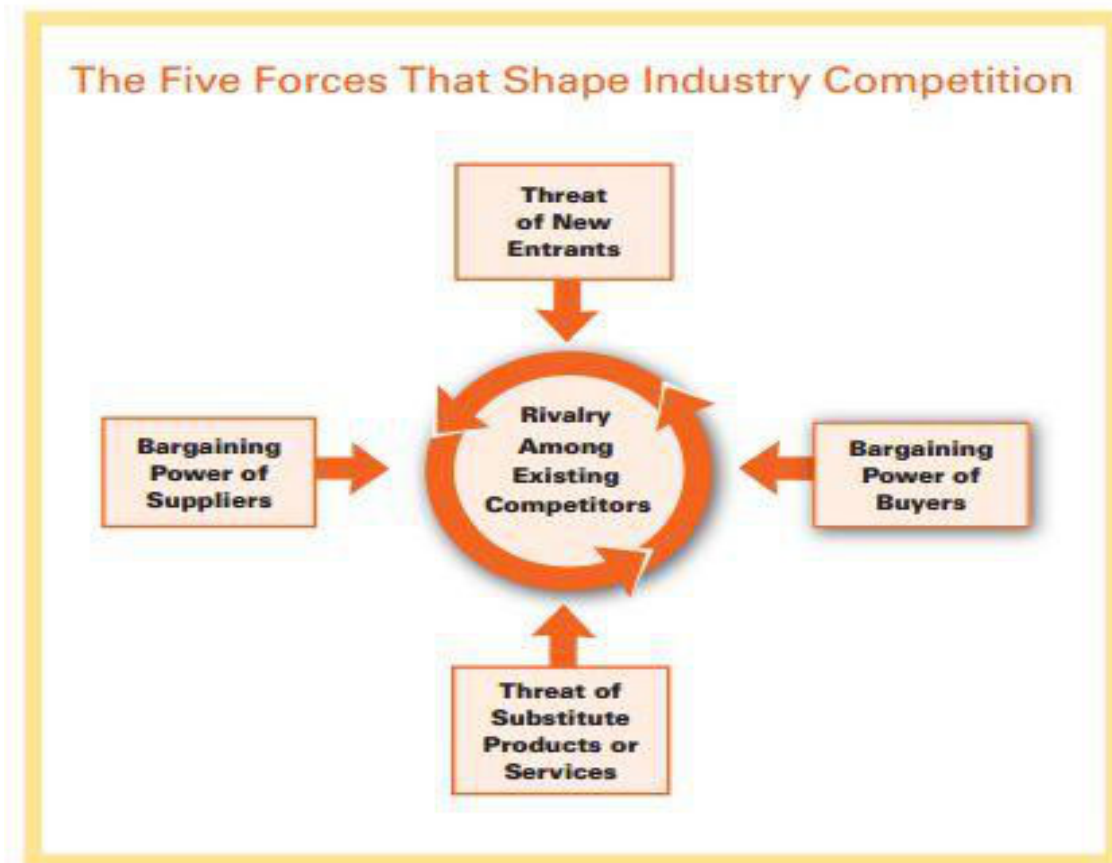 The Five Forces That Shape Industry Competition
Threat
of New
Entrants
Bargaining
Power of
Suppliers
Rivalry
Among
Existing
Competitors
Bargaining
Power of
Buyers
Threat of
Substitute
Products or
Services